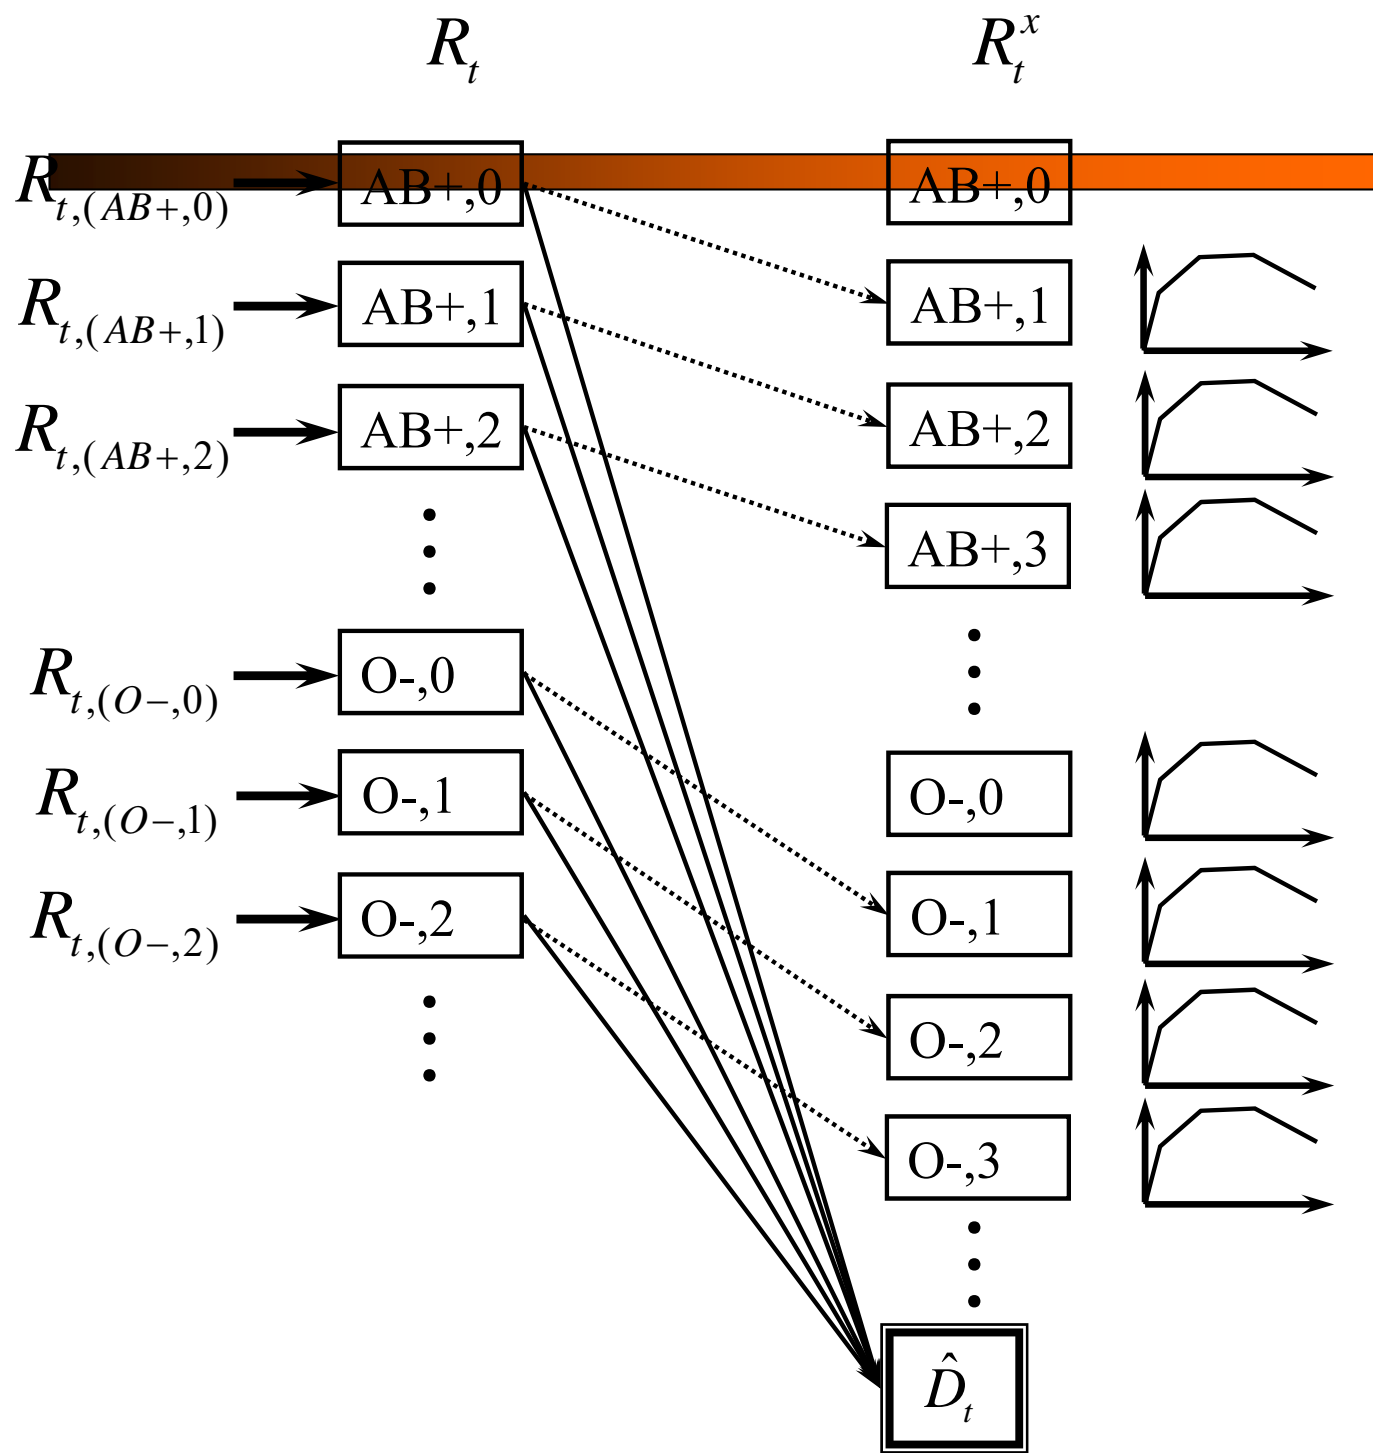 R_t R_t^x
R_{t,(AB+,0)} AB+,0 AB+,0
R_{t,(AB+,1)} AB+,1 AB+,1
R_{t,(AB+,2)} AB+,2 AB+,2
AB+,3
R_{t,(O−,0)} O-,0
R_{t,(O−,1)} O-,1 O-,0
R_{t,(O−,2)} O-,2 O-,1
O-,2
O-,3
\hat{D}_t